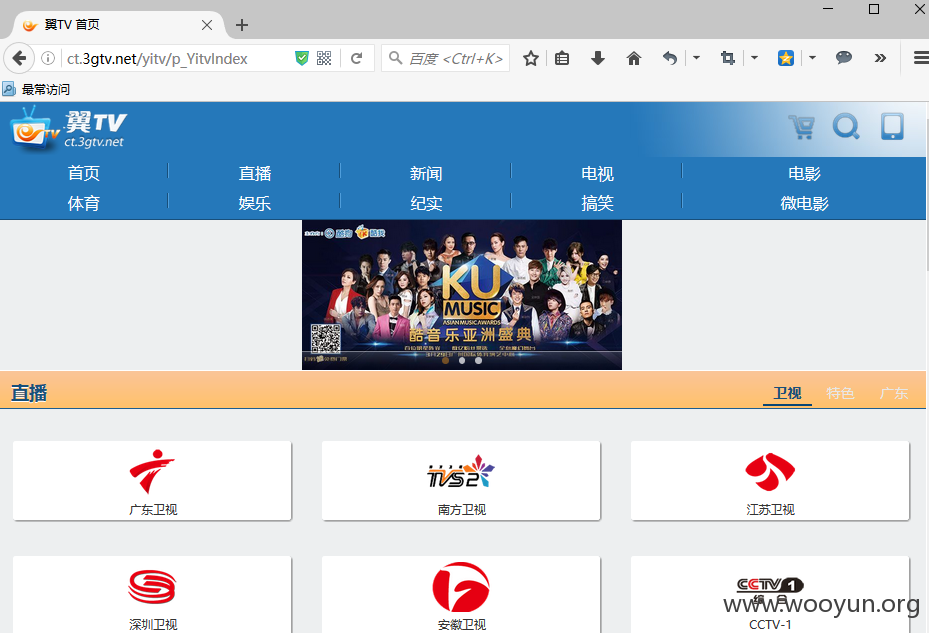 翼TV 首页
ct.3gtv.net/yitv/p_YitvIndex
百度 <Ctrl+K>
最常访问
翼TV
ct.3gtv.net
首页 直播 新闻 电视 电影
体育 娱乐 纪实 搞笑 微电影
KU
MUSIC
ASIAN MUSIC AWARDS
酷音乐亚洲盛典
直播
卫视 特色 广东
TVS2
广东卫视 南方卫视 江苏卫视
CCTV 1
综合
深圳卫视 安徽卫视 CCTV-1
www.wooyun.org